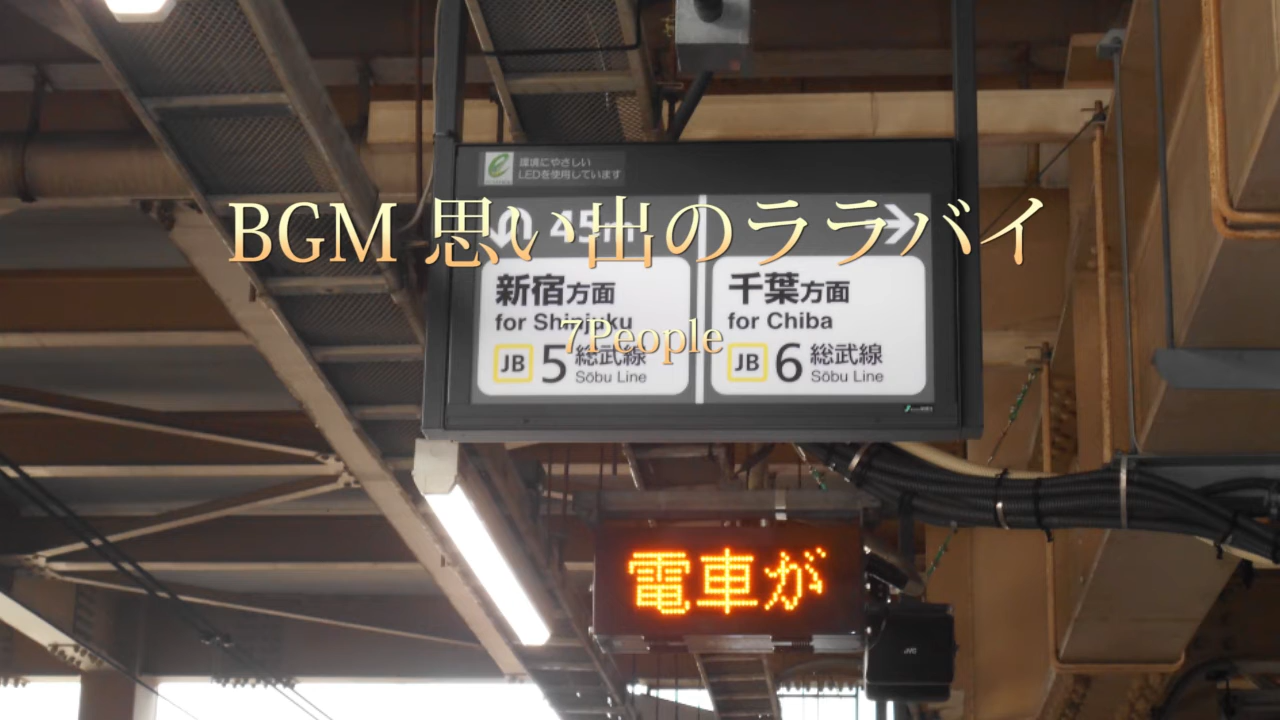 環境にやさしい
LEDを使用しています
45m
BGM 思い出のララバイ
新宿方面
for Shinjuku
JB 5 総武線
Sōbu Line
千葉方面
for Chiba
JB 6 総武線
Sōbu Line
7People
電車が
JVC